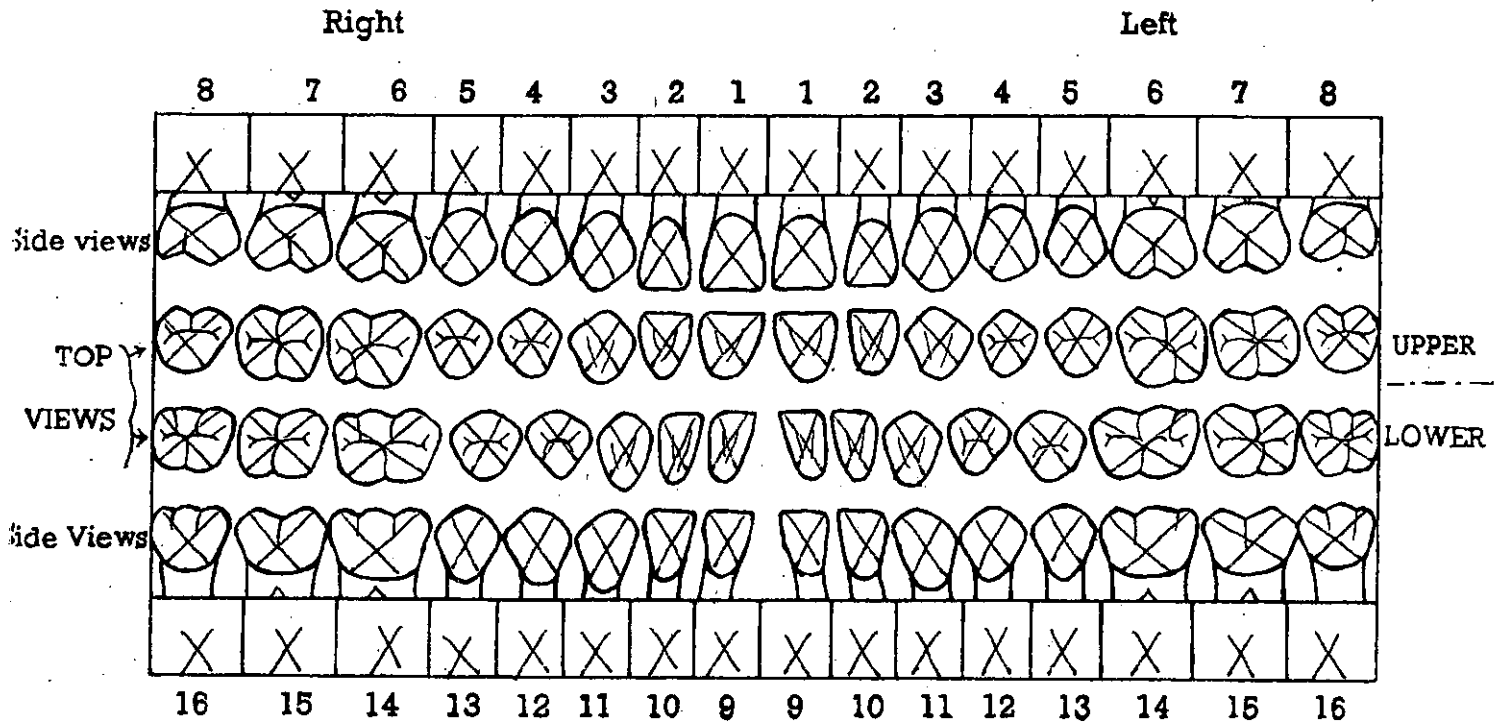 Right Left
8 7 6 5 4 3 2 1 1 2 3 4 5 6 7 8
X X X X X X X X X X X X X X X X
Side views
TOP UPPER
VIEWS LOWER
Side Views
X X X X X X X X X X X X X X X X
16 15 14 13 12 11 10 9 9 10 11 12 13 14 15 16